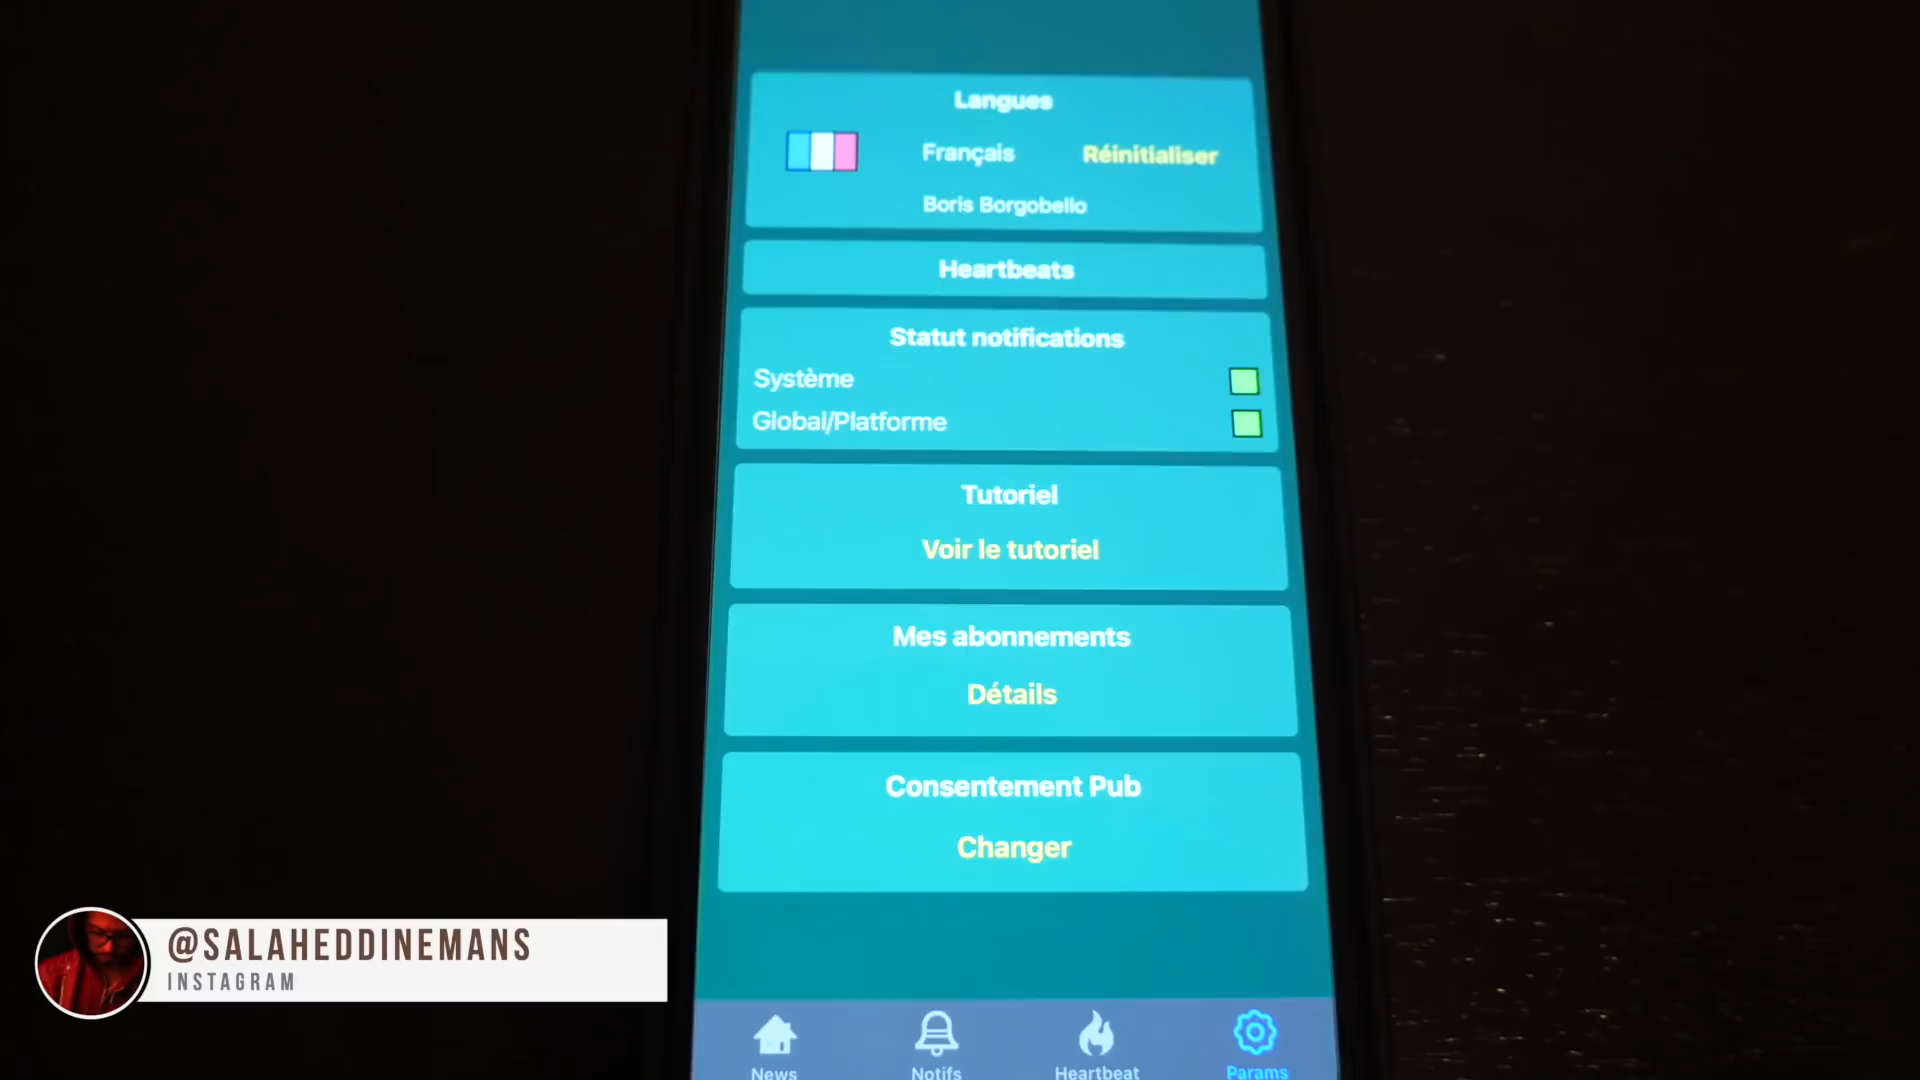 Langues
Français Réinitialiser
Boris Borgobello
Heartbeats
Statut notifications
Système
Global/Platforme
Tutoriel
Voir le tutoriel
Mes abonnements
Détails
Consentement Pub
Changer
@SALAHEDDINEMANS
INSTAGRAM
News Notifs Heartbeat Params